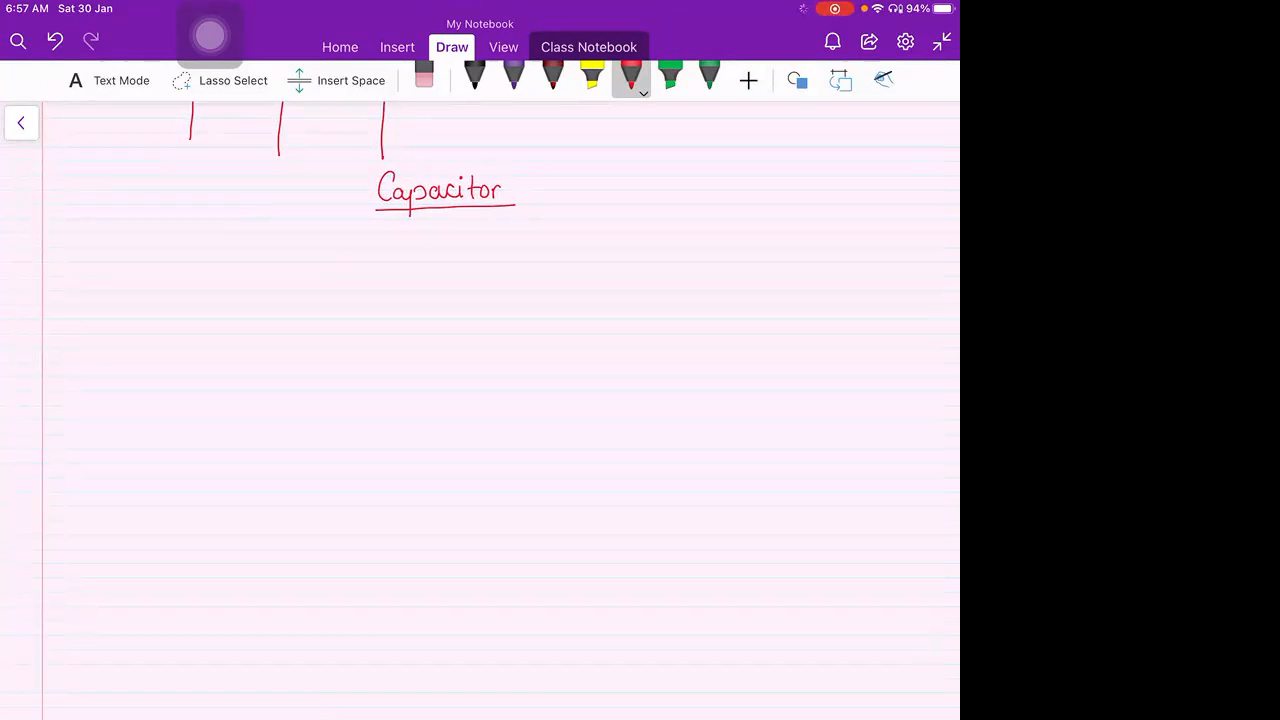 6:57 AM Sat 30 Jan 94%
My Notebook
Home Insert Draw View Class Notebook
A Text Mode Lasso Select Insert Space
Capacitor